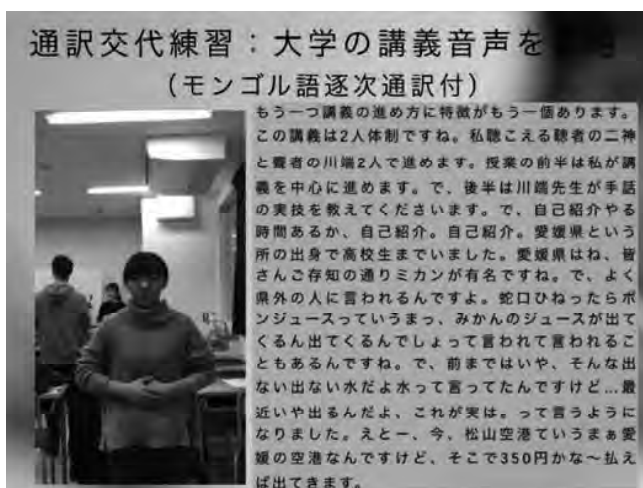 通訳交代練習：大学の講義音声を
（モンゴル語逐次通訳付）
もう一つ講義の進め方に特徴がもう一個あります。
この講義は2人体制ですね。私聴こえる聴者の二神
と聾者の川端2人で進めます。授業の前半は私が講
義を中心に進めます。で、後半は川端先生が手話
の実技を教えてくださいます。で、自己紹介やる
時間あるか、自己紹介。自己紹介。愛媛県という
所の出身で高校生までいました。愛媛県はね、皆
さんご存知の通りミカンが有名ですね。で、よく
県外の人に言われるんですよ。蛇口ひねったらポ
ンジュースっていうまっ、みかんのジュースが出て
くるん出てくるんでしょって言われて言われるこ
ともあるんですね。で、前まではいや、そんな出
ない出ない水だよ水って言ってたんですけど…最
近いや出るんだよ、これが実は。って言うように
なりました。えとー、今、松山空港ていうまぁ愛
媛の空港なんですけど、そこで350円かな〜払え
ば出てきます。